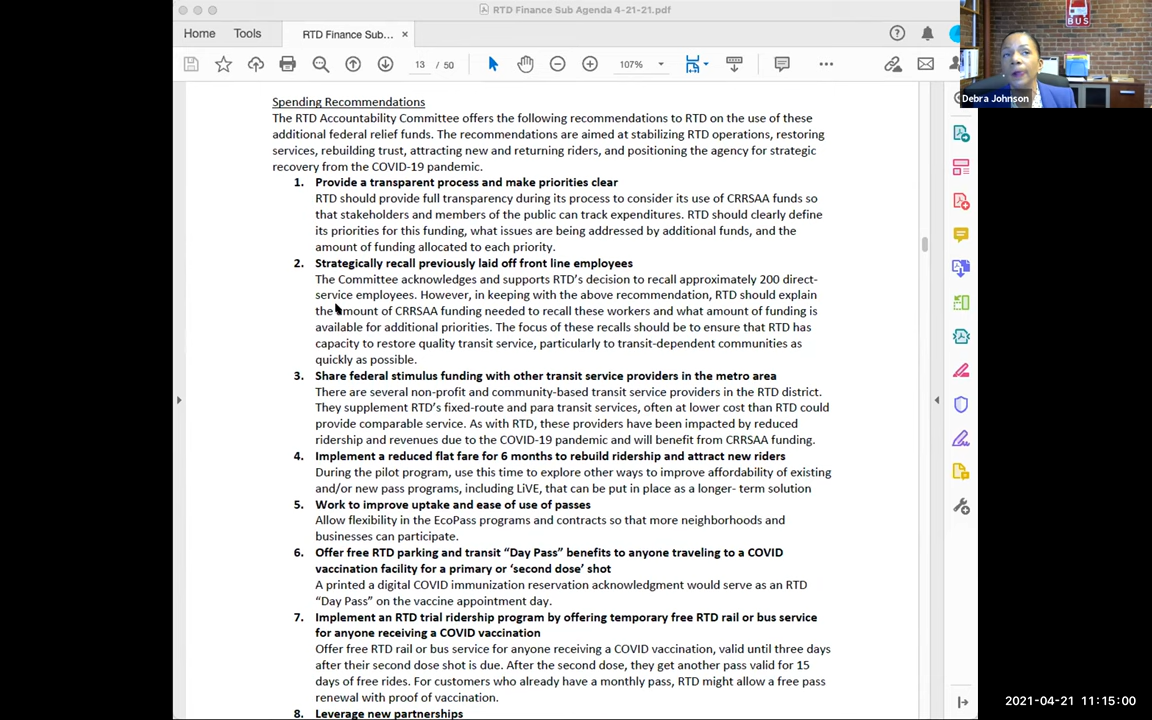 RTD Finance Sub Agenda 4-21-21.pdf
Home Tools RTD Finance Sub... ×
13 / 50 107%
BUS
Debra Johnson
Spending Recommendations
The RTD Accountability Committee offers the following recommendations to RTD on the use of these
additional federal relief funds. The recommendations are aimed at stabilizing RTD operations, restoring
services, rebuilding trust, attracting new and returning riders, and positioning the agency for strategic
recovery from the COVID-19 pandemic.
1. Provide a transparent process and make priorities clear
RTD should provide full transparency during its process to consider its use of CRRSAA funds so
that stakeholders and members of the public can track expenditures. RTD should clearly define
its priorities for this funding, what issues are being addressed by additional funds, and the
amount of funding allocated to each priority.
2. Strategically recall previously laid off front line employees
The Committee acknowledges and supports RTD's decision to recall approximately 200 direct-
service employees. However, in keeping with the above recommendation, RTD should explain
the amount of CRRSAA funding needed to recall these workers and what amount of funding is
available for additional priorities. The focus of these recalls should be to ensure that RTD has
capacity to restore quality transit service, particularly to transit-dependent communities as
quickly as possible.
3. Share federal stimulus funding with other transit service providers in the metro area
There are several non-profit and community-based transit service providers in the RTD district.
They supplement RTD's fixed-route and para transit services, often at lower cost than RTD could
provide comparable service. As with RTD, these providers have been impacted by reduced
ridership and revenues due to the COVID-19 pandemic and will benefit from CRRSAA funding.
4. Implement a reduced flat fare for 6 months to rebuild ridership and attract new riders
During the pilot program, use this time to explore other ways to improve affordability of existing
and/or new pass programs, including LiVE, that can be put in place as a longer- term solution
5. Work to improve uptake and ease of use of passes
Allow flexibility in the EcoPass programs and contracts so that more neighborhoods and
businesses can participate.
6. Offer free RTD parking and transit “Day Pass” benefits to anyone traveling to a COVID
vaccination facility for a primary or ‘second dose’ shot
A printed a digital COVID immunization reservation acknowledgment would serve as an RTD
“Day Pass” on the vaccine appointment day.
7. Implement an RTD trial ridership program by offering temporary free RTD rail or bus service
for anyone receiving a COVID vaccination
Offer free RTD rail or bus service for anyone receiving a COVID vaccination, valid until three days
after their second dose shot is due. After the second dose, they get another pass valid for 15
days of free rides. For customers who already have a monthly pass, RTD might allow a free pass
renewal with proof of vaccination.
8. Leverage new partnerships
2021-04-21 11:15:00